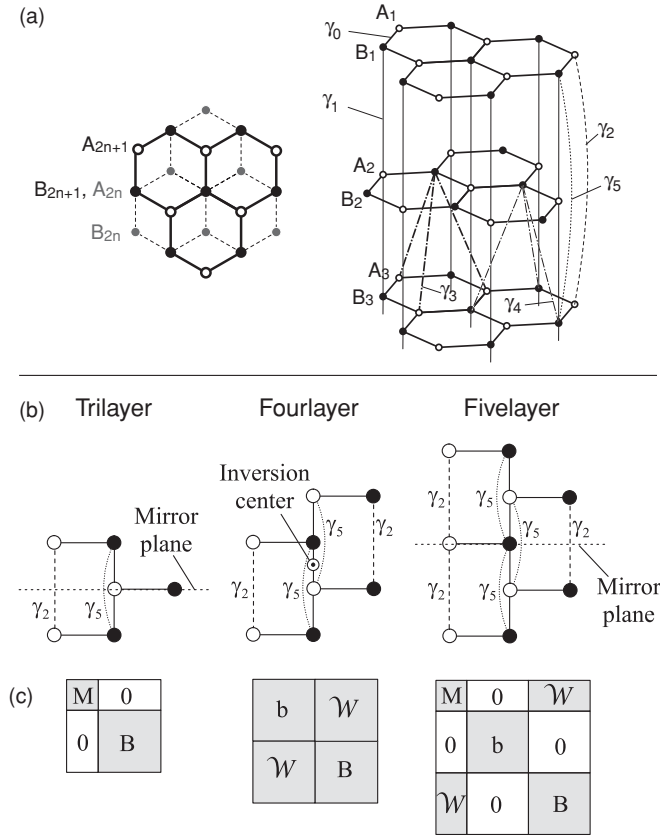 (a)
A₁
γ₀
B₁
γ₁
γ₂
A₂ₙ₊₁
A₂
γ₅
B₂ₙ₊₁, A₂ₙ
B₂
B₂ₙ
A₃
γ₃
B₃
γ₄
(b)
Trilayer
Fourlayer
Fivelayer
Inversion
center
γ₅
γ₂
γ₂
γ₅
γ₅
γ₂
Mirror
plane
γ₂
γ₅
γ₅
γ₂
γ₅
Mirror
plane
(c)
M 0
0 B
b 𝒲
𝒲 B
M 0 𝒲
0 b 0
𝒲 0 B